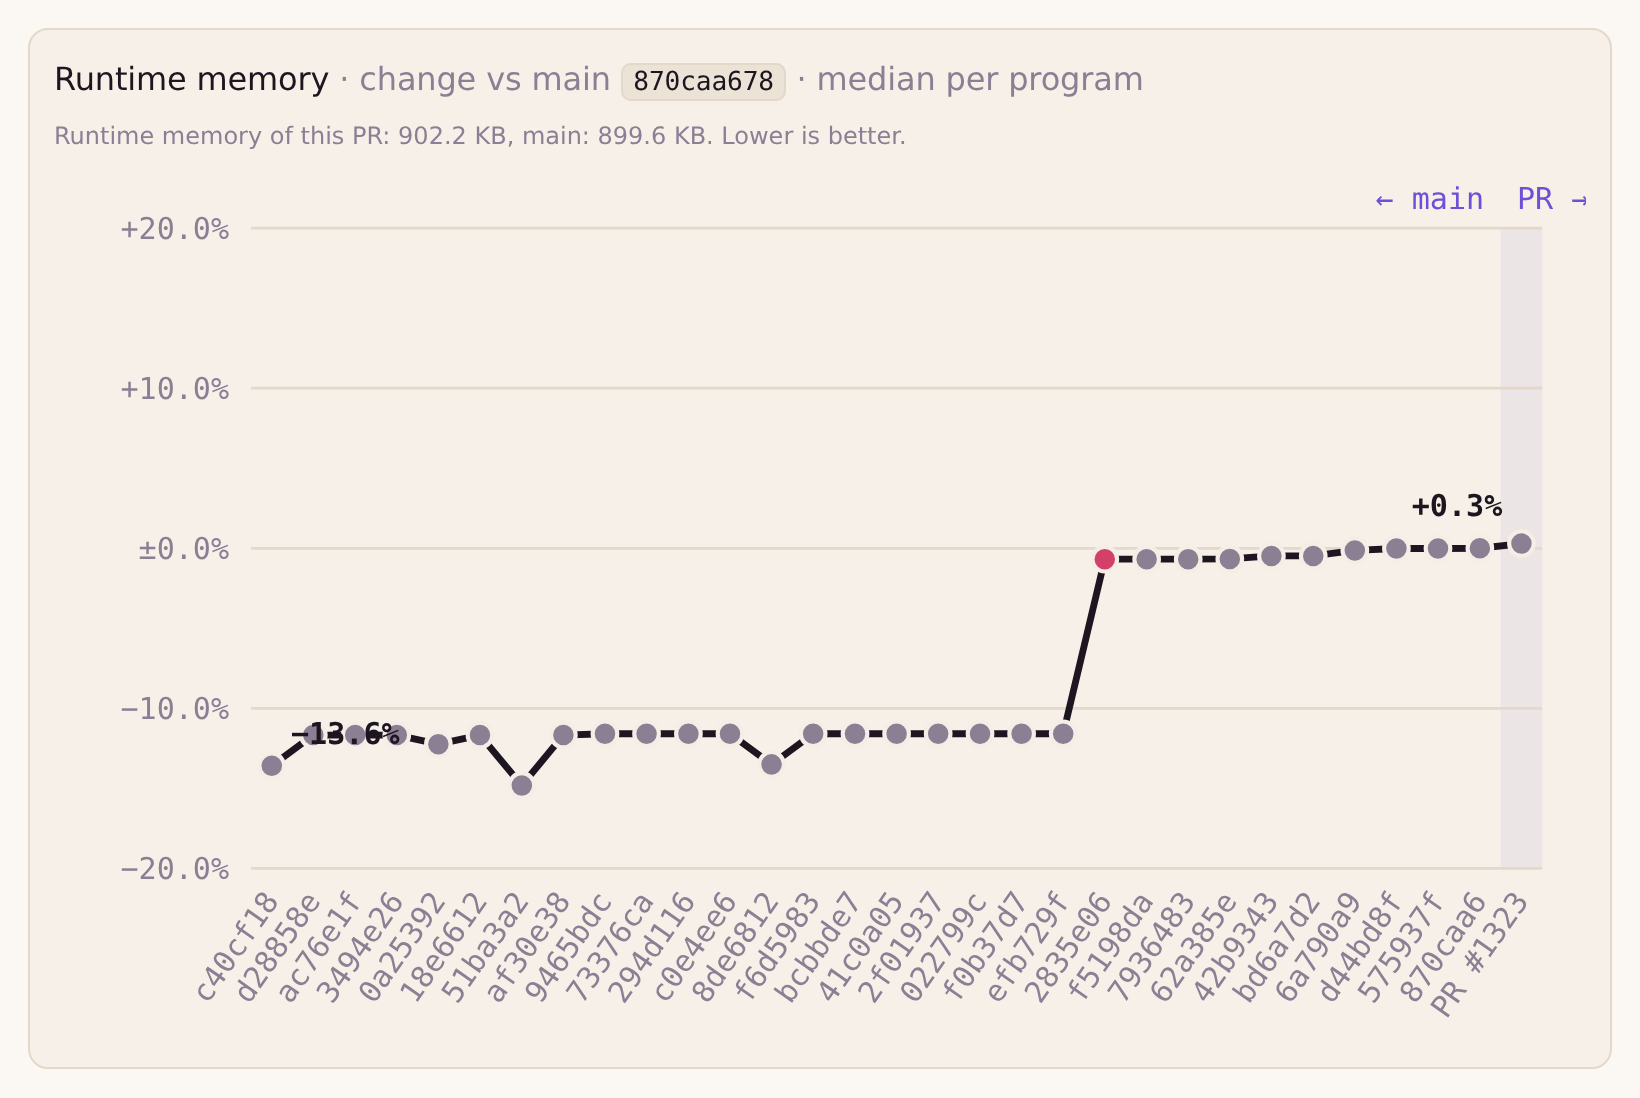 Runtime memory · change vs main 870caa678 · median per program
Runtime memory of this PR: 902.2 KB, main: 899.6 KB. Lower is better.
← main PR →
+20.0%
+10.0%
±0.0%
−10.0%
−20.0%
+0.3%
−13.6%
c40cf18
d28858e
ac76e1f
3494e26
0a25392
18e6612
51ba3a2
af30e38
9465bdc
73376ca
294d116
c0e4ee6
8de6812
f6d5983
bcbbde7
41c0a05
2f01937
022799c
f0b37d7
efb729f
2835e06
f5198da
7936483
62a385e
42b9343
bd6a7d2
6a790a9
d44bd8f
575937f
870caa6
PR #1323